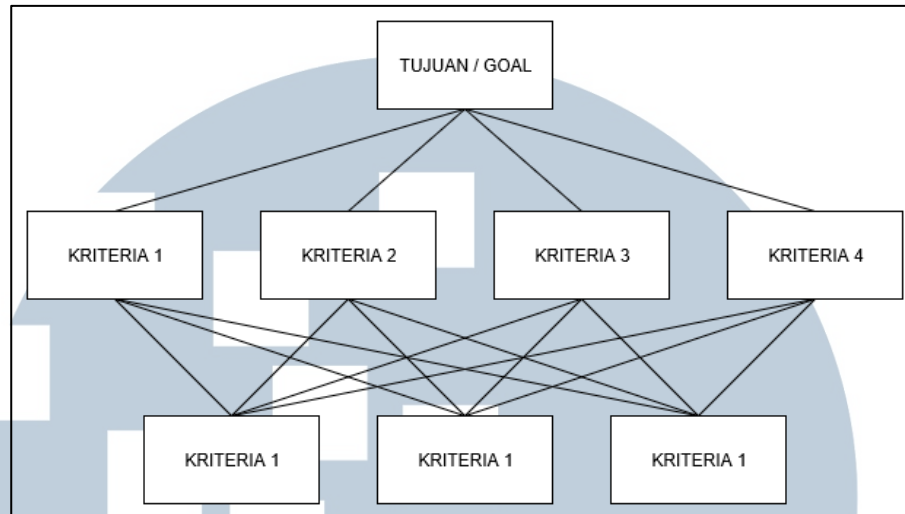 TUJUAN / GOAL
KRITERIA 1
KRITERIA 2
KRITERIA 3
KRITERIA 4
KRITERIA 1
KRITERIA 1
KRITERIA 1